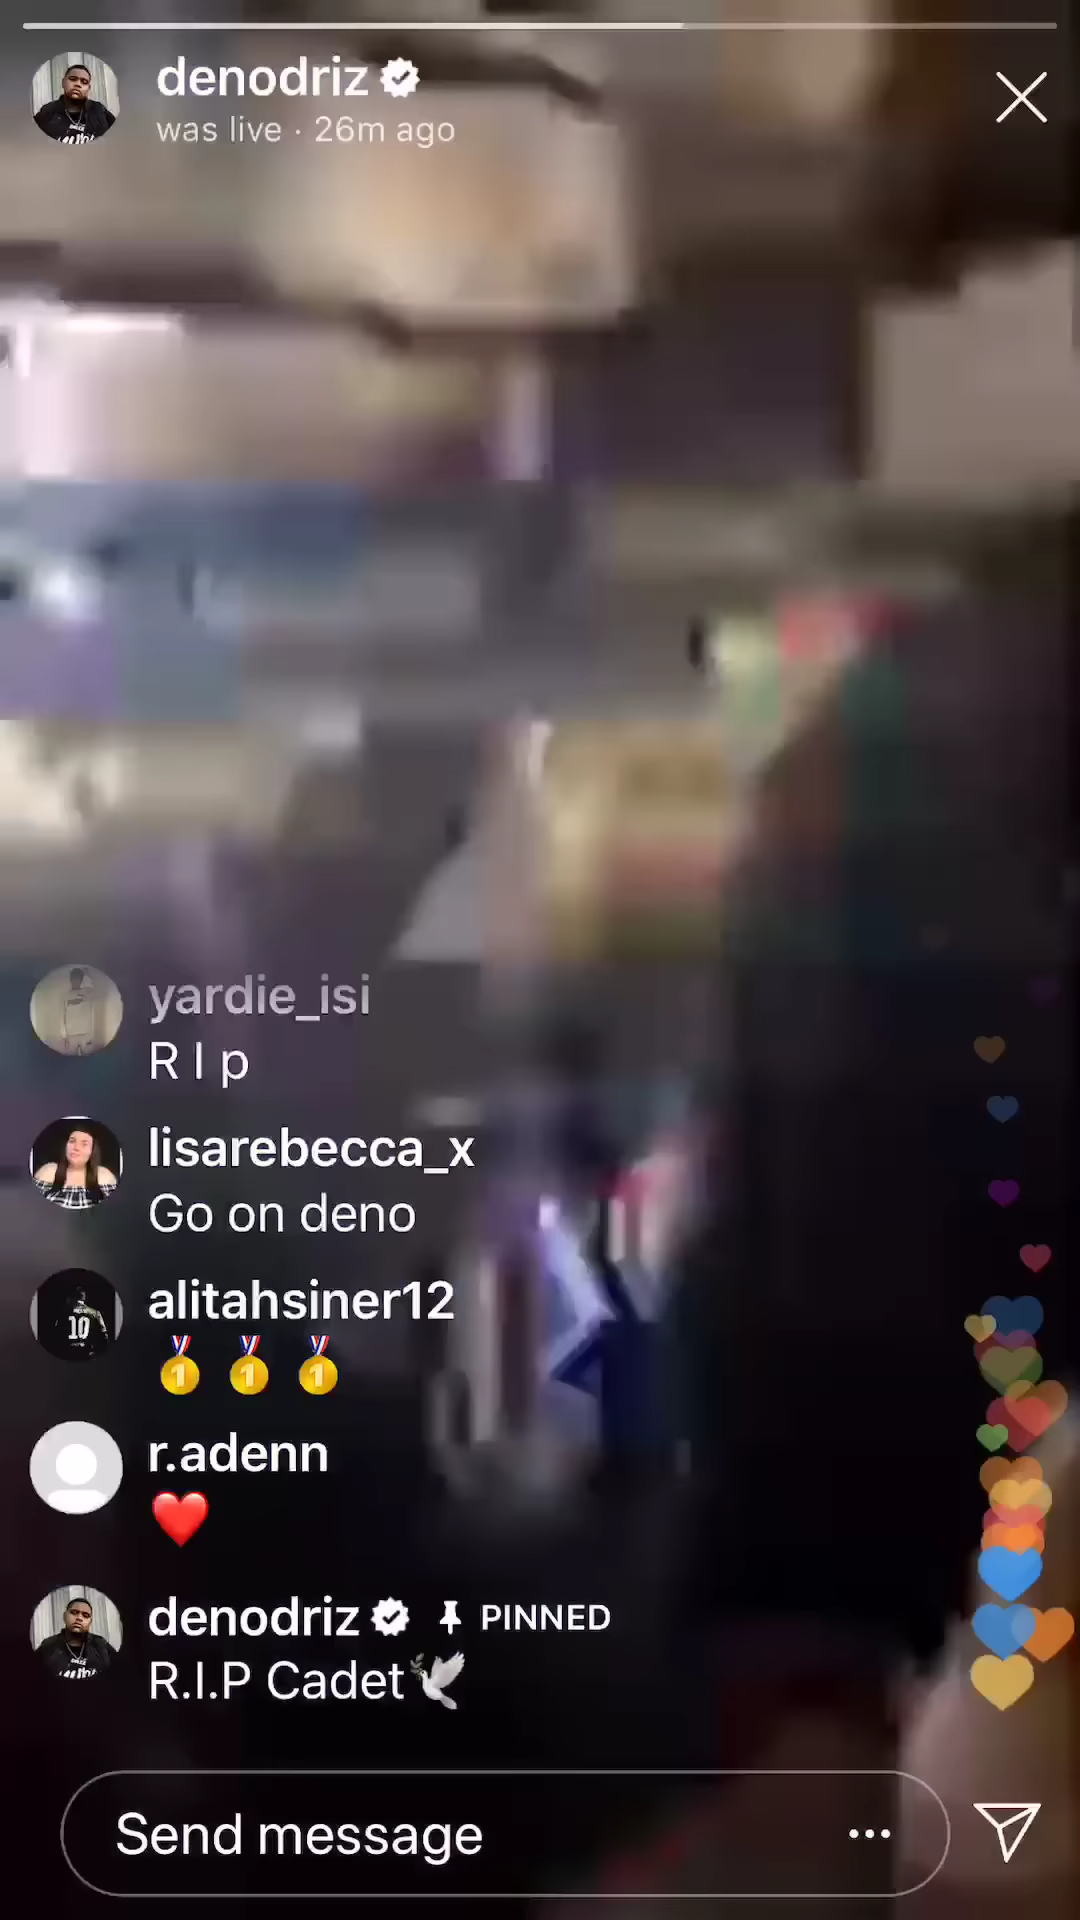 denodriz
was live · 26m ago
yardie_isi
R I p
lisarebecca_x
Go on deno
alitahsiner12
🥇 🥇 🥇
r.adenn
❤️
denodriz PINNED
R.I.P Cadet🕊
Send message